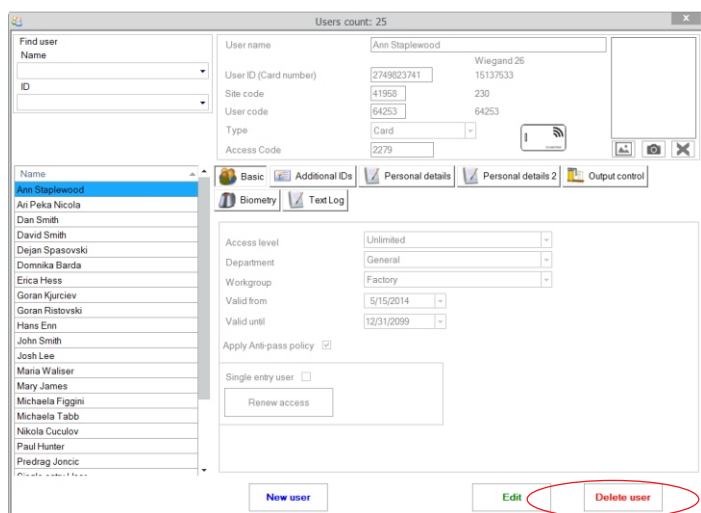 Users count: 25
x
Find user
Name
ID
User name
Ann Staplewood
Wiegand 26
User ID (Card number)
2749823741
15137533
Site code
41958
230
User code
64253
64253
Type
Card
Access Code
2279
Name
Ann Staplewood
Ari Peka Nicola
Dan Smith
David Smith
Dejan Spasovski
Domnika Barda
Erica Hess
Goran Kjurciev
Goran Ristovski
Hans Enn
John Smith
Josh Lee
Maria Waliser
Mary James
Michaela Figgini
Michaela Tabb
Nikola Cuculov
Paul Hunter
Predrag Joncic
Basic
Additional IDs
Personal details
Personal details 2
Output control
Biometry
Text Log
Access level
Unlimited
Department
General
Workgroup
Factory
Valid from
5/15/2014
Valid until
12/31/2099
Apply Anti-pass policy
Single entry user
Renew access
New user
Edit
Delete user